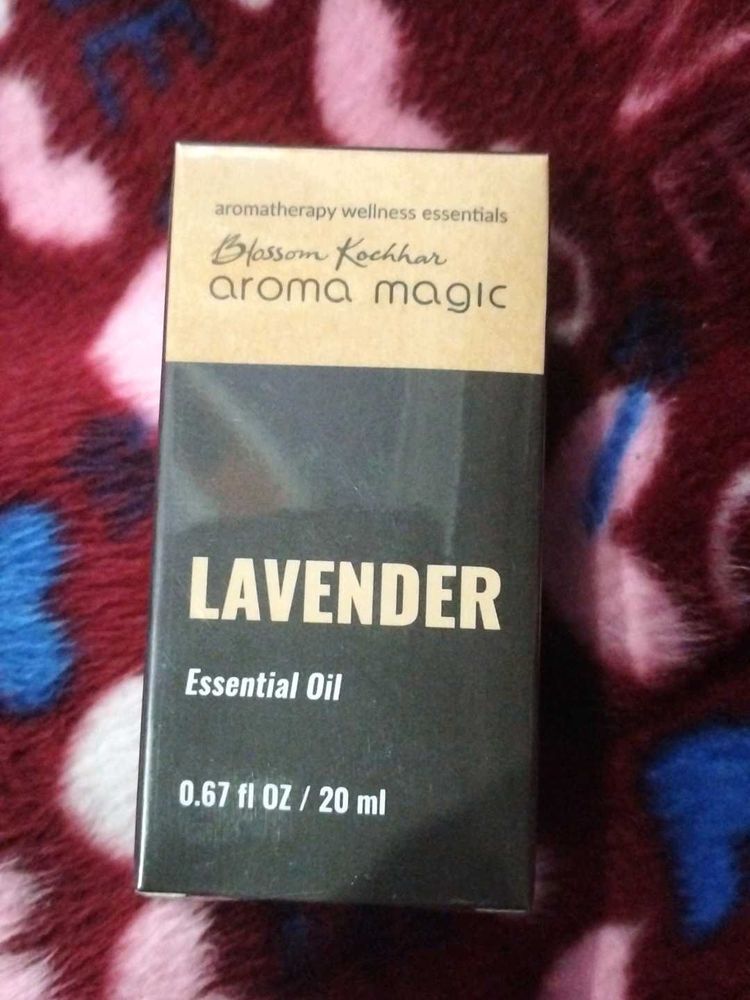 aromatherapy wellness essentials
Blossom Kochhar
aroma magic
LAVENDER
Essential Oil
0.67 fl OZ / 20 ml